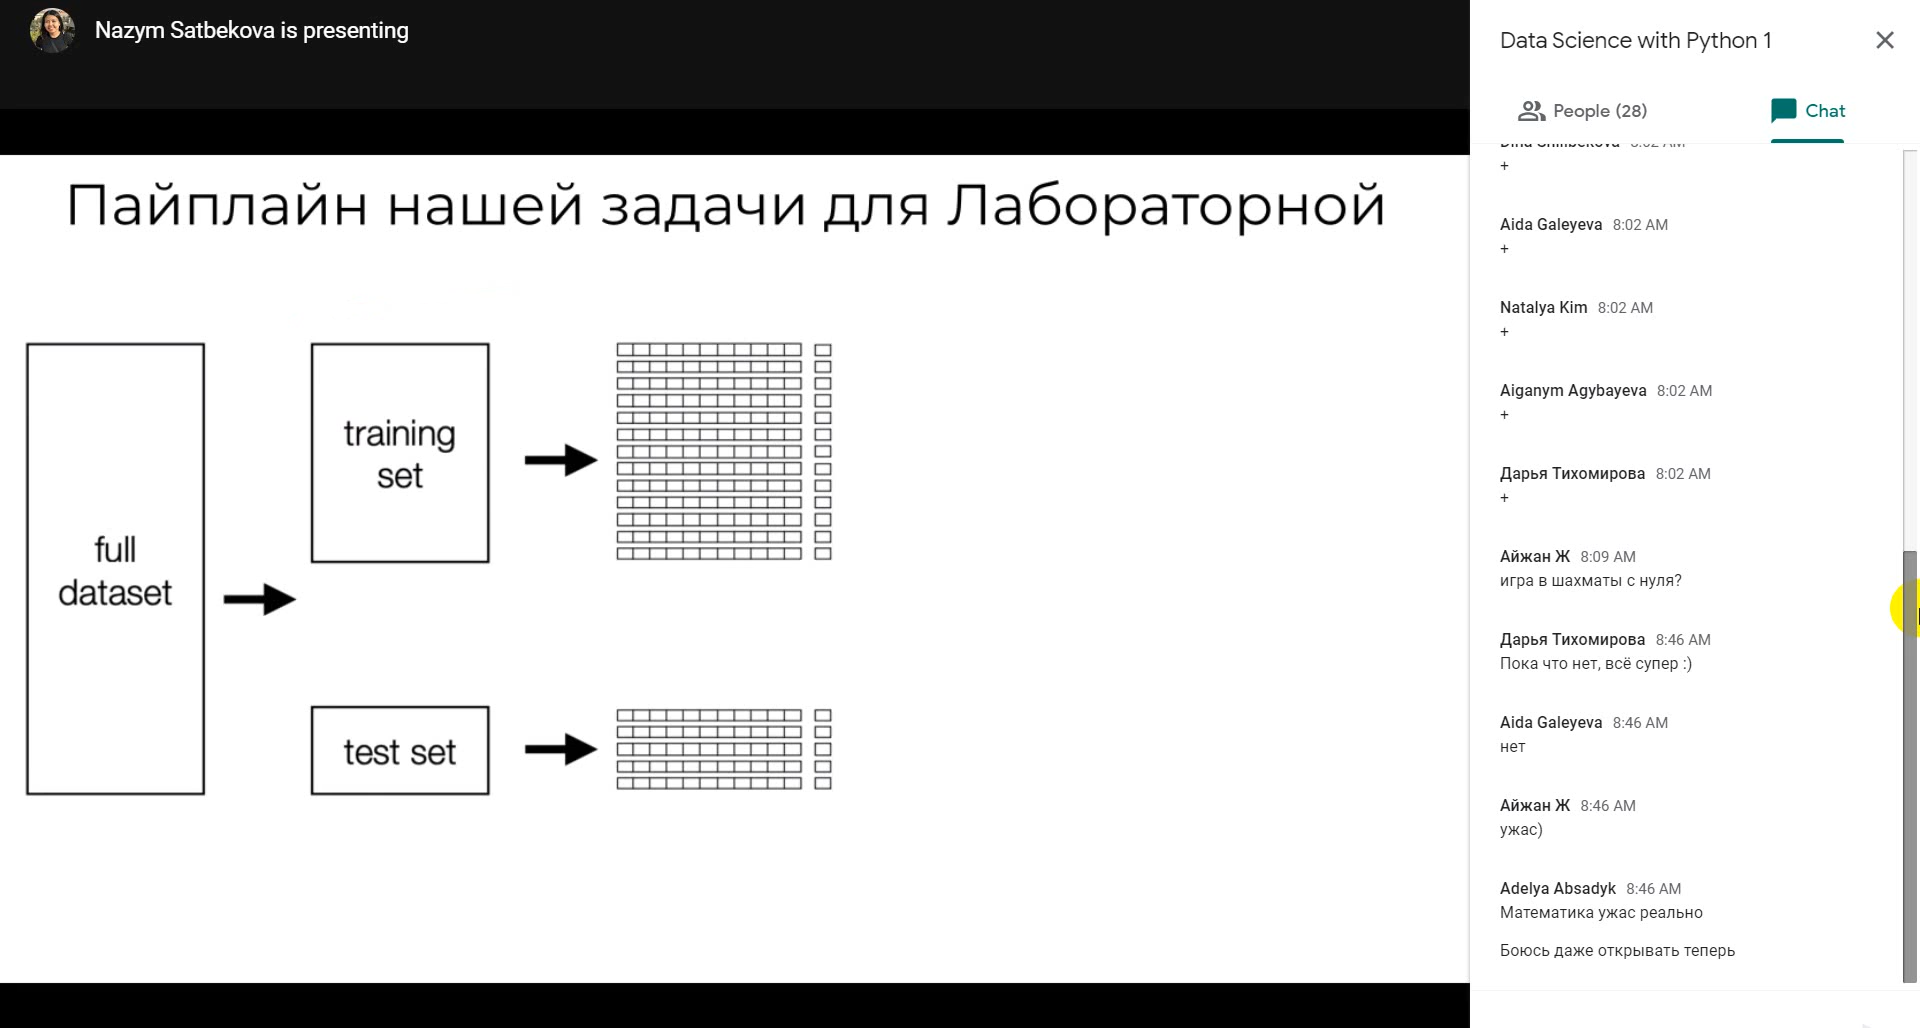 Nazym Satbekova is presenting
Пайплайн нашей задачи для Лабораторной
full
dataset
training
set
test set
Data Science with Python 1
People (28)
Chat
+
Aida Galeyeva 8:02 AM
+
Natalya Kim 8:02 AM
+
Aiganym Agybayeva 8:02 AM
+
Дарья Тихомирова 8:02 AM
+
Айжан Ж 8:09 AM
игра в шахматы с нуля?
Дарья Тихомирова 8:46 AM
Пока что нет, всё супер :)
Aida Galeyeva 8:46 AM
нет
Айжан Ж 8:46 AM
ужас)
Adelya Absadyk 8:46 AM
Математика ужас реально
Боюсь даже открывать теперь